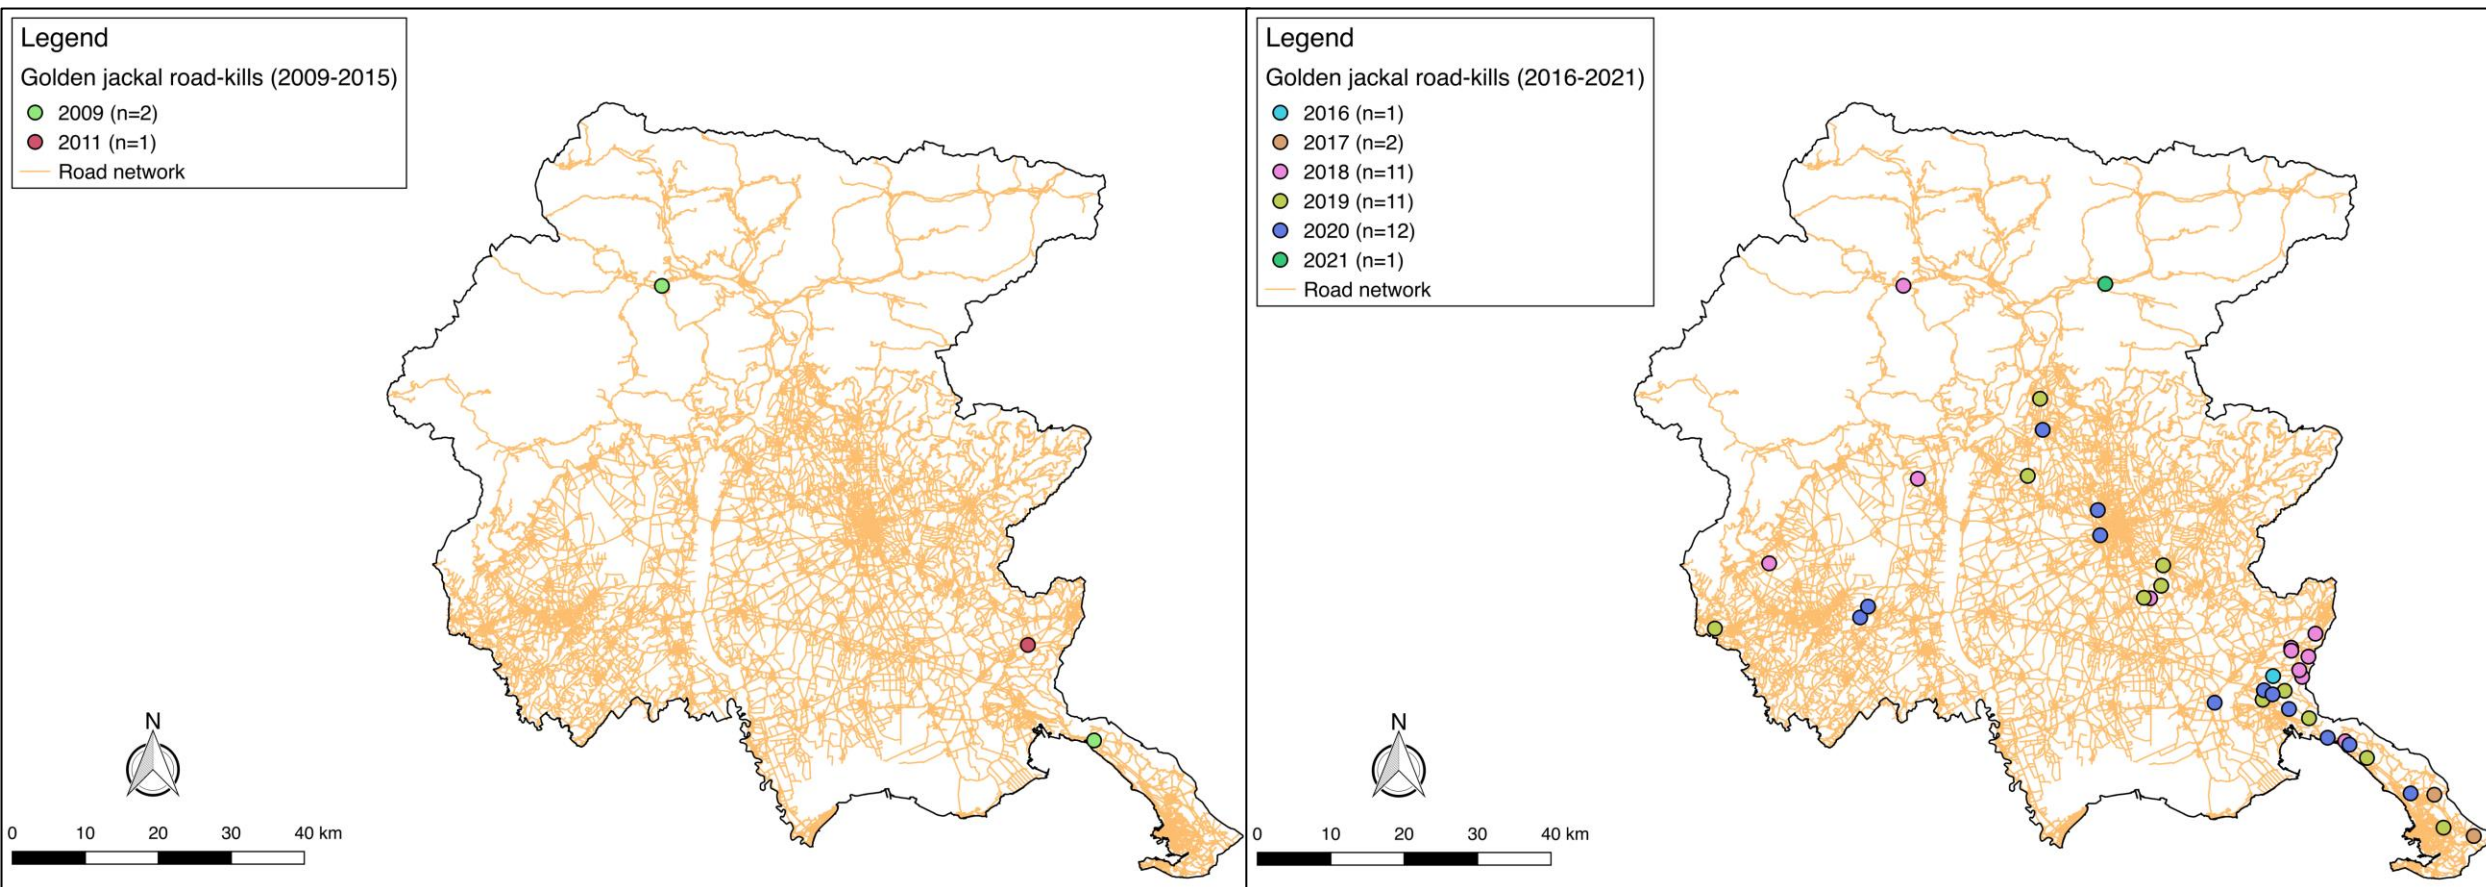 Legend
Golden jackal road-kills (2009-2015)
2009 (n=2)
2011 (n=1)
Road network
N
0 10 20 30 40 km
Legend
Golden jackal road-kills (2016-2021)
2016 (n=1)
2017 (n=2)
2018 (n=11)
2019 (n=11)
2020 (n=12)
2021 (n=1)
Road network
N
0 10 20 30 40 km